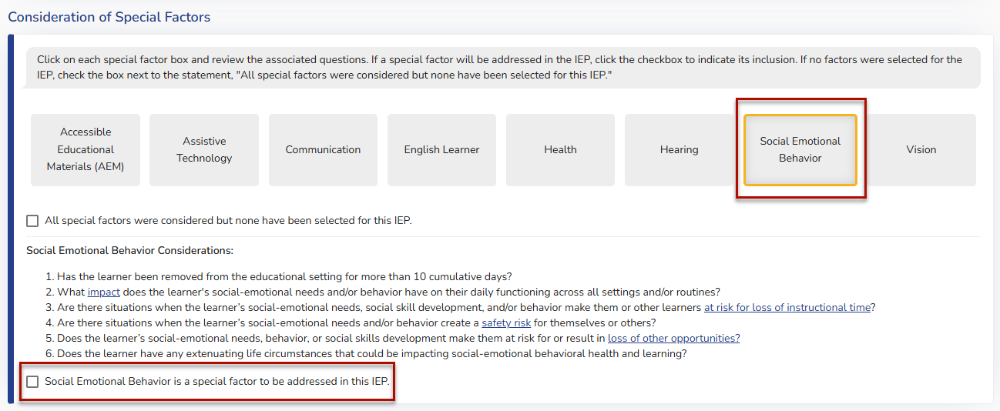 Consideration of Special Factors
Click on each special factor box and review the associated questions. If a special factor will be addressed in the IEP, click the checkbox to indicate its inclusion. If no factors were selected for the
IEP, check the box next to the statement, "All special factors were considered but none have been selected for this IEP."
Accessible
Educational
Materials (AEM)
Assistive
Technology
Communication
English Learner
Health
Hearing
Social Emotional
Behavior
Vision
All special factors were considered but none have been selected for this IEP.
Social Emotional Behavior Considerations:
1. Has the learner been removed from the educational setting for more than 10 cumulative days?
2. What impact does the learner's social-emotional needs and/or behavior have on their daily functioning across all settings and/or routines?
3. Are there situations when the learner’s social-emotional needs, social skill development, and/or behavior make them or other learners at risk for loss of instructional time?
4. Are there situations when the learner’s social-emotional needs and/or behavior create a safety risk for themselves or others?
5. Does the learner’s social-emotional needs, behavior, or social skills development make them at risk for or result in loss of other opportunities?
6. Does the learner have any extenuating life circumstances that could be impacting social-emotional behavioral health and learning?
Social Emotional Behavior is a special factor to be addressed in this IEP.